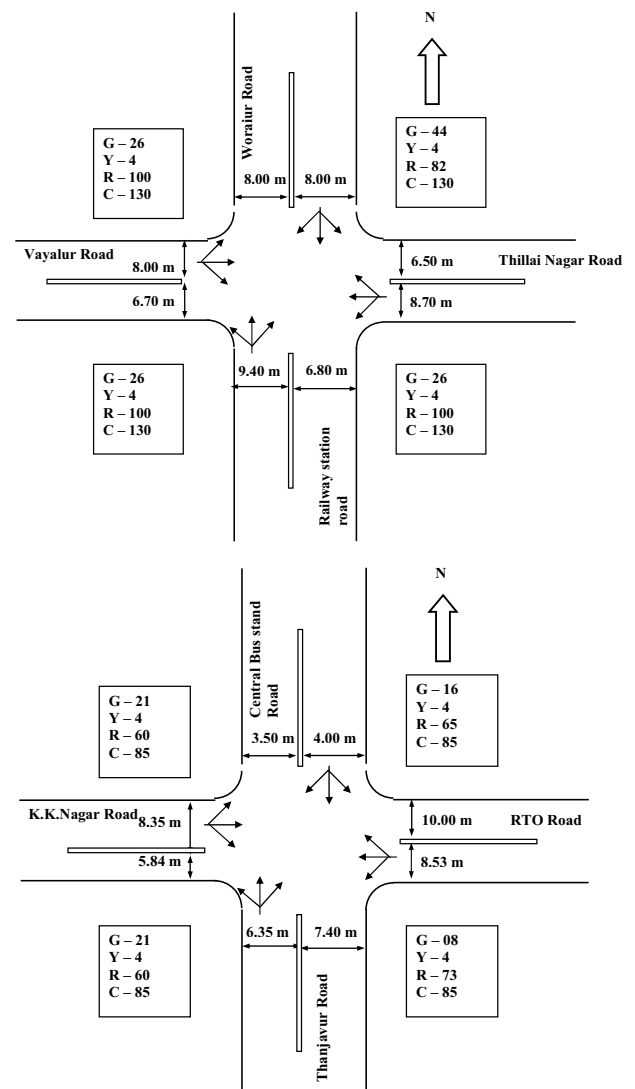 N
Woraiur Road
G – 26
Y – 4
R – 100
C – 130
G – 44
Y – 4
R – 82
C – 130
8.00 m
8.00 m
Vayalur Road
8.00 m
6.70 m
6.50 m
Thillai Nagar Road
8.70 m
9.40 m
6.80 m
G – 26
Y – 4
R – 100
C – 130
G – 26
Y – 4
R – 100
C – 130
Railway station
road
N
Central Bus stand
Road
G – 21
Y – 4
R – 60
C – 85
G – 16
Y – 4
R – 65
C – 85
3.50 m
4.00 m
K.K.Nagar Road
8.35 m
5.84 m
10.00 m
RTO Road
8.53 m
6.35 m
7.40 m
G – 21
Y – 4
R – 60
C – 85
G – 08
Y – 4
R – 73
C – 85
Thanjavur Road